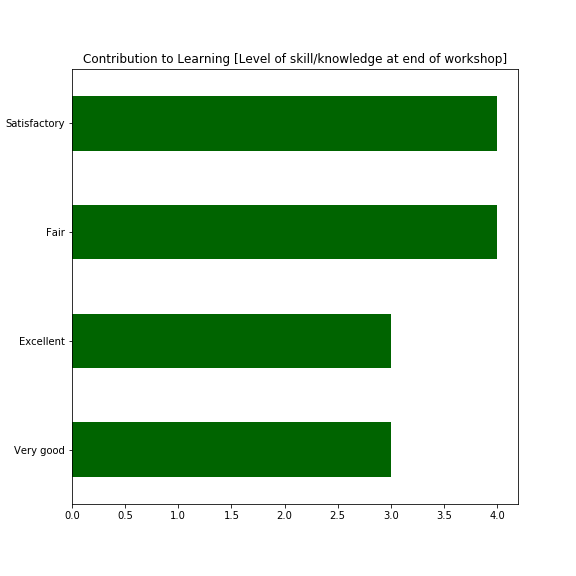 Contribution to Learning [Level of skill/knowledge at end of workshop]
Satisfactory
Fair
Excellent
Very good
0.0 0.5 1.0 1.5 2.0 2.5 3.0 3.5 4.0